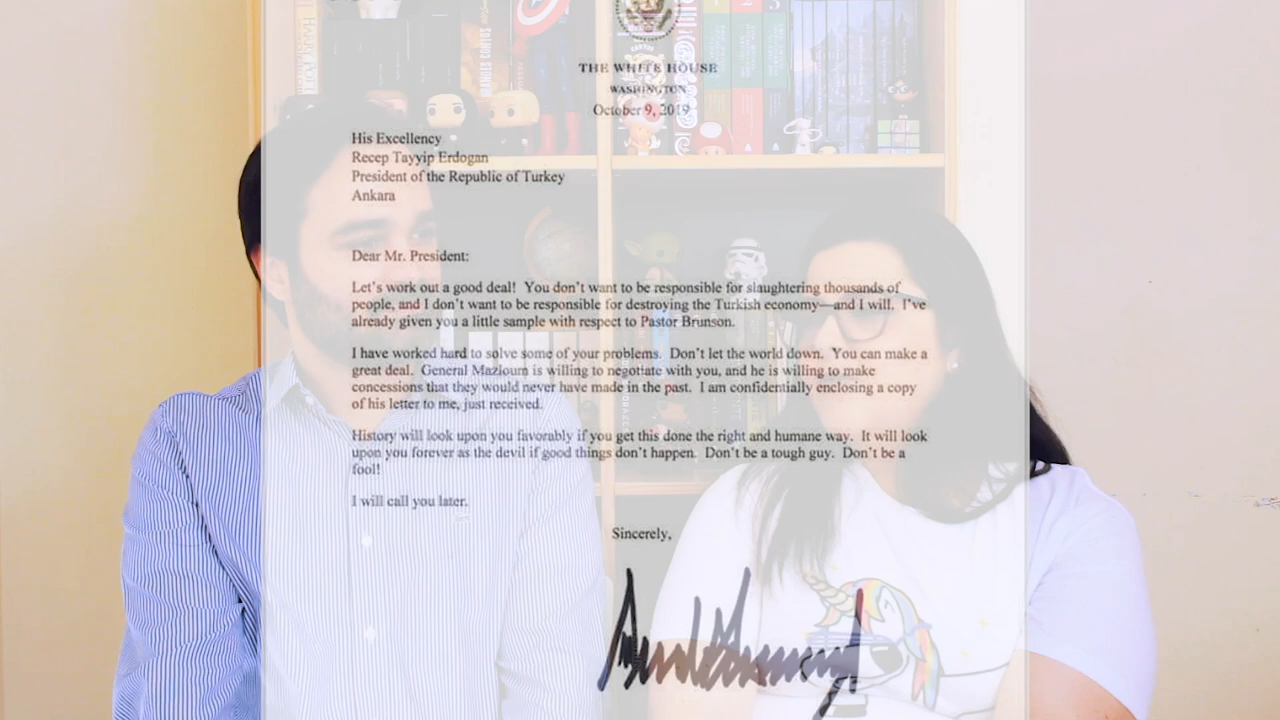 THE WHITE HOUSE
WASHINGTON
October 9, 2019
His Excellency
Recep Tayyip Erdogan
President of the Republic of Turkey
Ankara
Dear Mr. President:
Let's work out a good deal! You don't want to be responsible for slaughtering thousands of
people, and I don't want to be responsible for destroying the Turkish economy—and I will. I've
already given you a little sample with respect to Pastor Brunson.
I have worked hard to solve some of your problems. Don't let the world down. You can make a
great deal. General Mazloum is willing to negotiate with you, and he is willing to make
concessions that they would never have made in the past. I am confidentially enclosing a copy
of his letter to me, just received.
History will look upon you favorably if you get this done the right and humane way. It will look
upon you forever as the devil if good things don't happen. Don't be a tough guy. Don't be a
fool!
I will call you later.
Sincerely,